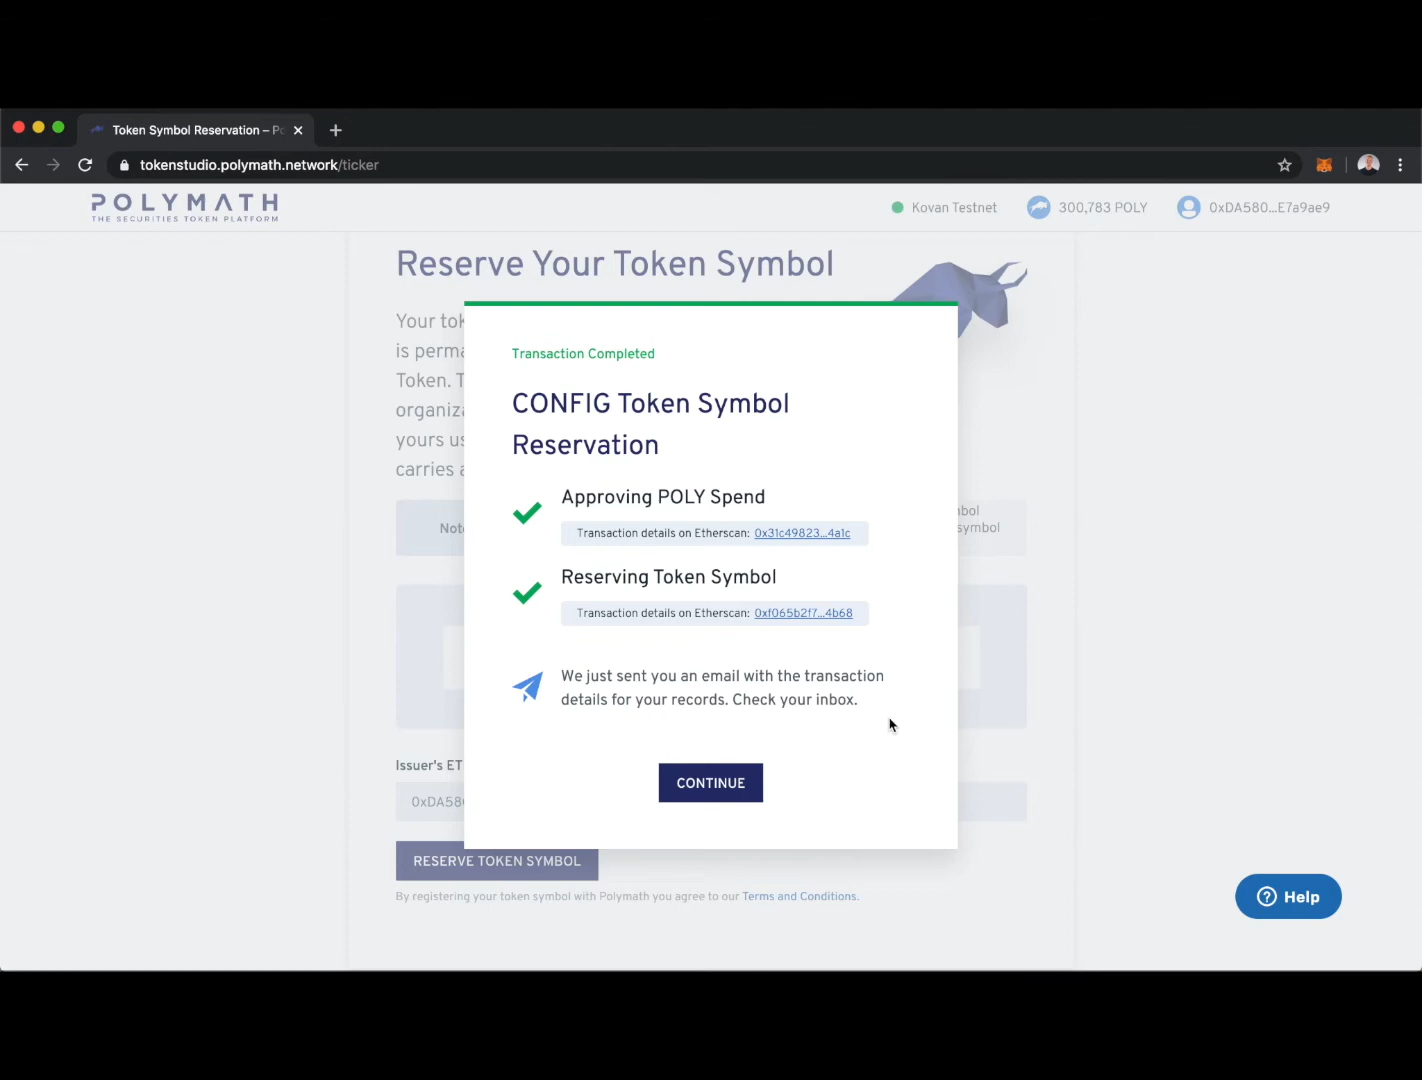 Token Symbol Reservation – Po
tokenstudio.polymath.network/ticker
POLYMATH
THE SECURITIES TOKEN PLATFORM
Kovan Testnet
300,783 POLY
0xDA580...E7a9ae9
Reserve Your Token Symbol
Your tok
is perma
Token. T
organiza
yours us
carries a
Note
mbol
symbol
Transaction Completed
CONFIG Token Symbol
Reservation
Approving POLY Spend
Transaction details on Etherscan: 0x31c49823...4a1c
Reserving Token Symbol
Transaction details on Etherscan: 0xf065b2f7...4b68
We just sent you an email with the transaction
details for your records. Check your inbox.
CONTINUE
Issuer's ET
0xDA580
RESERVE TOKEN SYMBOL
By registering your token symbol with Polymath you agree to our Terms and Conditions.
Help